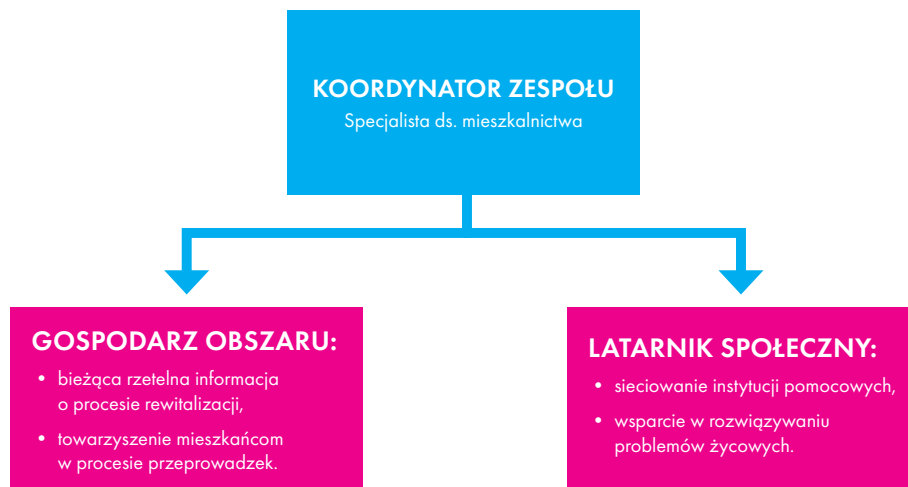 KOORDYNATOR ZESPOŁU
Specjalista ds. mieszkalnictwa
GOSPODARZ OBSZARU:
• bieżąca rzetelna informacja
o procesie rewitalizacji,
• towarzyszenie mieszkańcom
w procesie przeprowadzek.
LATARNIK SPOŁECZNY:
• sieciowanie instytucji pomocowych,
• wsparcie w rozwiązywaniu
problemów życowych.